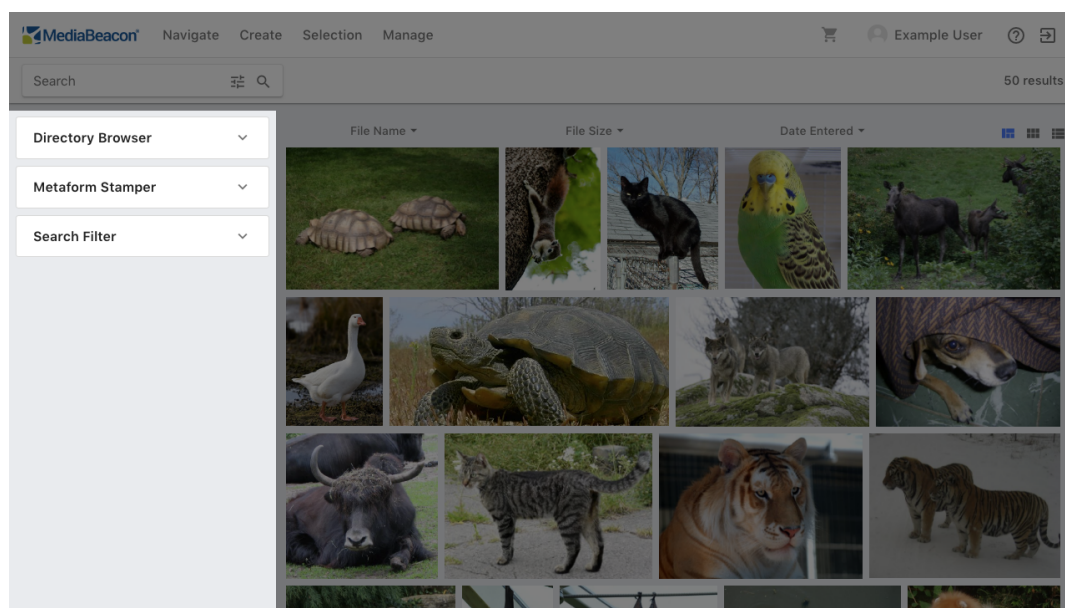 MediaBeacon Navigate Create Selection Manage Example User
Search 50 results
Directory Browser
Metaform Stamper
Search Filter
File Name File Size Date Entered